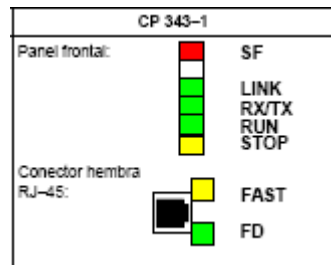 CP 343–1
Panel frontal:
SF
LINK
RX/TX
RUN
STOP
Conector hembra
RJ–45:
FAST
FD